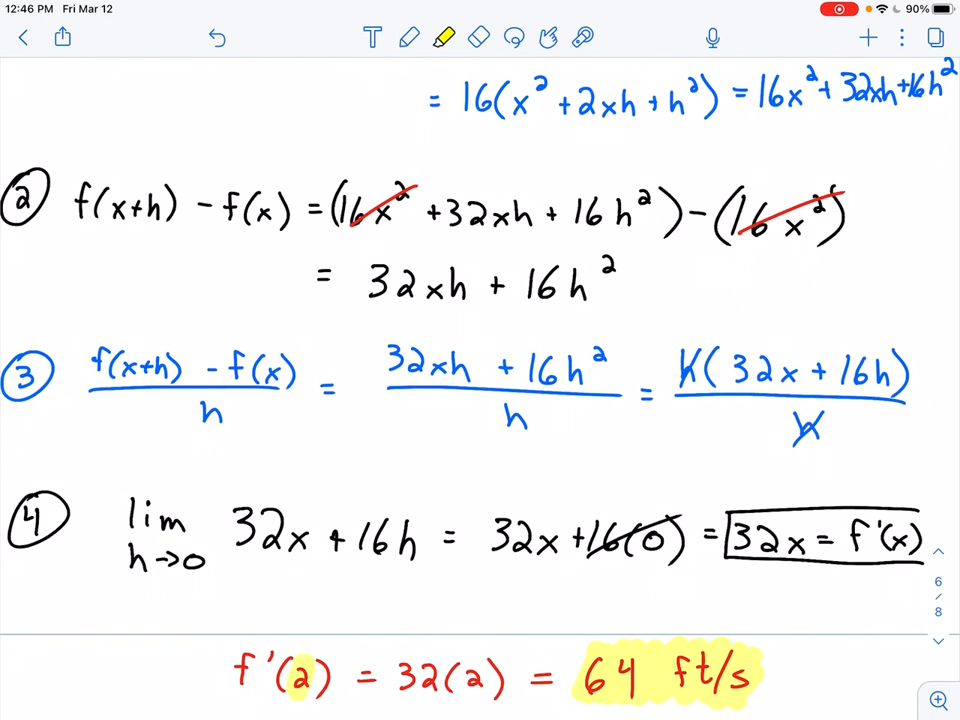 12:46 PM Fri Mar 12 90%
= 16(x² + 2xh + h²) = 16x² + 32xh + 16h²
② f(x+h) - f(x) = (16x² + 32xh + 16h²) - (16x²)
= 32xh + 16h²
③ f(x+h) - f(x) / h = 32xh + 16h² / h = h(32x + 16h) / h
④ lim h→0 32x + 16h = 32x + 16(0) = 32x = f'(x)
6 / 8
f'(2) = 32(2) = 64 ft/s